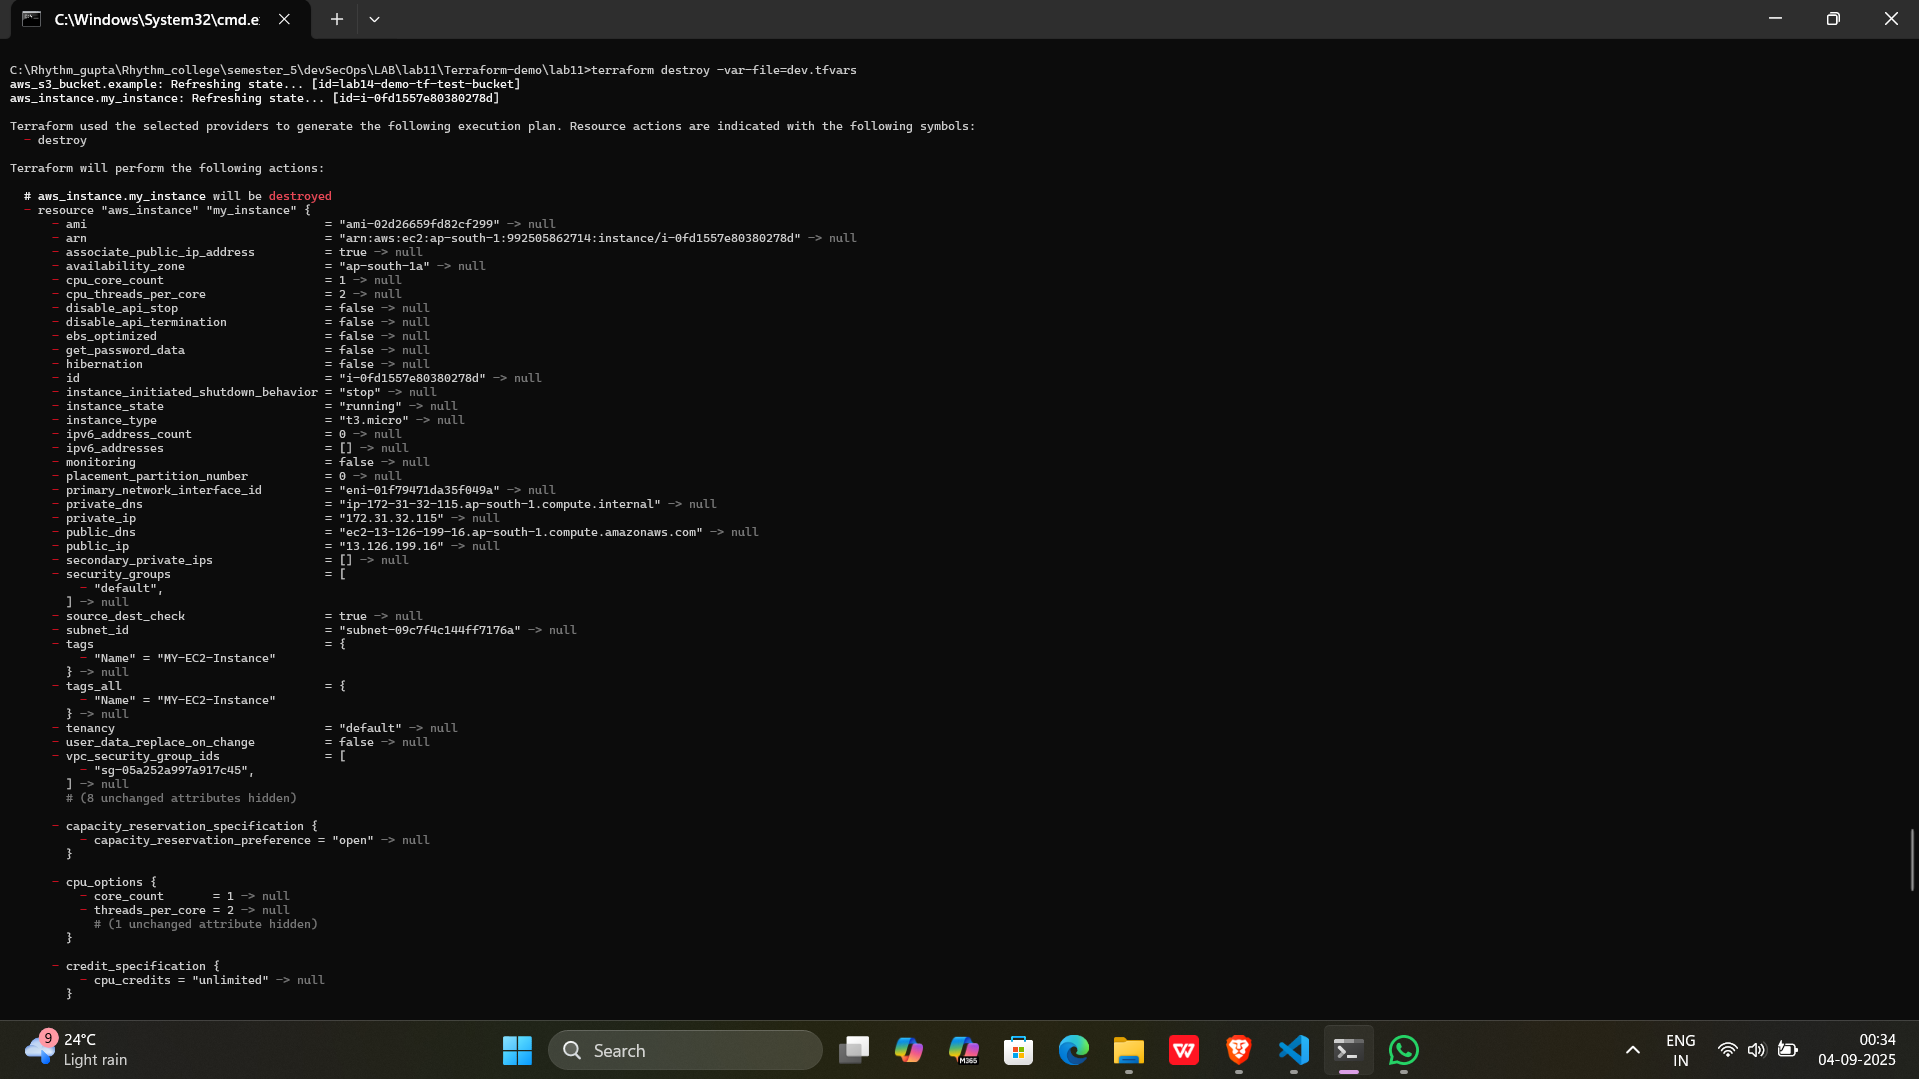 C:\Windows\System32\cmd.e
C:\Rhythm_gupta\Rhythm_college\semester_5\devSecOps\LAB\lab11\Terraform-demo\lab11>terraform destroy -var-file=dev.tfvars
aws_s3_bucket.example: Refreshing state... [id=lab14-demo-tf-test-bucket]
aws_instance.my_instance: Refreshing state... [id=i-0fd1557e80380278d]
Terraform used the selected providers to generate the following execution plan. Resource actions are indicated with the following symbols:
  - destroy
Terraform will perform the following actions:
  # aws_instance.my_instance will be destroyed
  - resource "aws_instance" "my_instance" {
      - ami                                  = "ami-02d26659fd82cf299" -> null
      - arn                                  = "arn:aws:ec2:ap-south-1:992505862714:instance/i-0fd1557e80380278d" -> null
      - associate_public_ip_address          = true -> null
      - availability_zone                    = "ap-south-1a" -> null
      - cpu_core_count                       = 1 -> null
      - cpu_threads_per_core                 = 2 -> null
      - disable_api_stop                     = false -> null
      - disable_api_termination              = false -> null
      - ebs_optimized                        = false -> null
      - get_password_data                    = false -> null
      - hibernation                          = false -> null
      - id                                   = "i-0fd1557e80380278d" -> null
      - instance_initiated_shutdown_behavior = "stop" -> null
      - instance_state                       = "running" -> null
      - instance_type                        = "t3.micro" -> null
      - ipv6_address_count                   = 0 -> null
      - ipv6_addresses                       = [] -> null
      - monitoring                           = false -> null
      - placement_partition_number           = 0 -> null
      - primary_network_interface_id         = "eni-01f79471da35f049a" -> null
      - private_dns                          = "ip-172-31-32-115.ap-south-1.compute.internal" -> null
      - private_ip                           = "172.31.32.115" -> null
      - public_dns                           = "ec2-13-126-199-16.ap-south-1.compute.amazonaws.com" -> null
      - public_ip                            = "13.126.199.16" -> null
      - secondary_private_ips                = [] -> null
      - security_groups                      = [
          - "default",
        ] -> null
      - source_dest_check                    = true -> null
      - subnet_id                            = "subnet-09c7f4c144ff7176a" -> null
      - tags                                 = {
          - "Name" = "MY-EC2-Instance"
        } -> null
      - tags_all                             = {
          - "Name" = "MY-EC2-Instance"
        } -> null
      - tenancy                              = "default" -> null
      - user_data_replace_on_change          = false -> null
      - vpc_security_group_ids               = [
          - "sg-05a252a997a917c45",
        ] -> null
        # (8 unchanged attributes hidden)
      - capacity_reservation_specification {
          - capacity_reservation_preference = "open" -> null
        }
      - cpu_options {
          - core_count       = 1 -> null
          - threads_per_core = 2 -> null
            # (1 unchanged attribute hidden)
        }
      - credit_specification {
          - cpu_credits = "unlimited" -> null
        }
9
24°C
Light rain
Search
M365
W
ENG
IN
00:34
04-09-2025